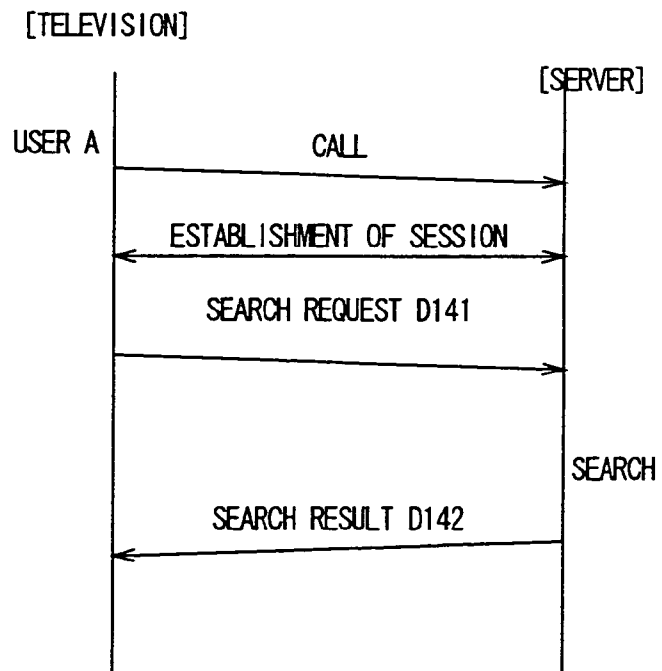 [TELEVISION]
[SERVER]
USER A
CALL
ESTABLISHMENT OF SESSION
SEARCH REQUEST D141
SEARCH
SEARCH RESULT D142